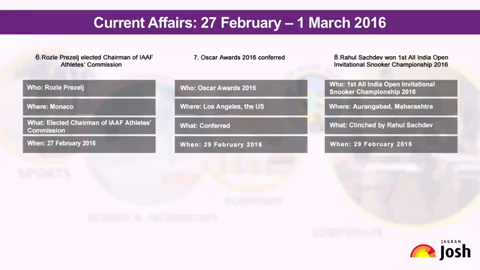 Current Affairs: 27 February – 1 March 2016
6.Rozle Prezelj elected Chairman of IAAF
Athletes' Commission
Who: Rozle Prezelj
Where: Monaco
What: Elected Chairman of IAAF Athletes'
Commission
When: 27 February 2016
7. Oscar Awards 2016 conferred
Who: Oscar Awards 2016
Where: Los Angeles, the US
What: Conferred
When: 29 February 2016
8.Rahul Sachdev won 1st All India Open
Invitational Snooker Championship 2016
Who: 1st All India Open Invitational
Snooker Championship 2016
Where: Aurangabad, Maharashtra
What: Clinched by Rahul Sachdev
When: 29 February 2016
SPORTS
SCIENCE & TECHNOLOGY
ECONOMY
CORPORATE
JAGRAN
Josh